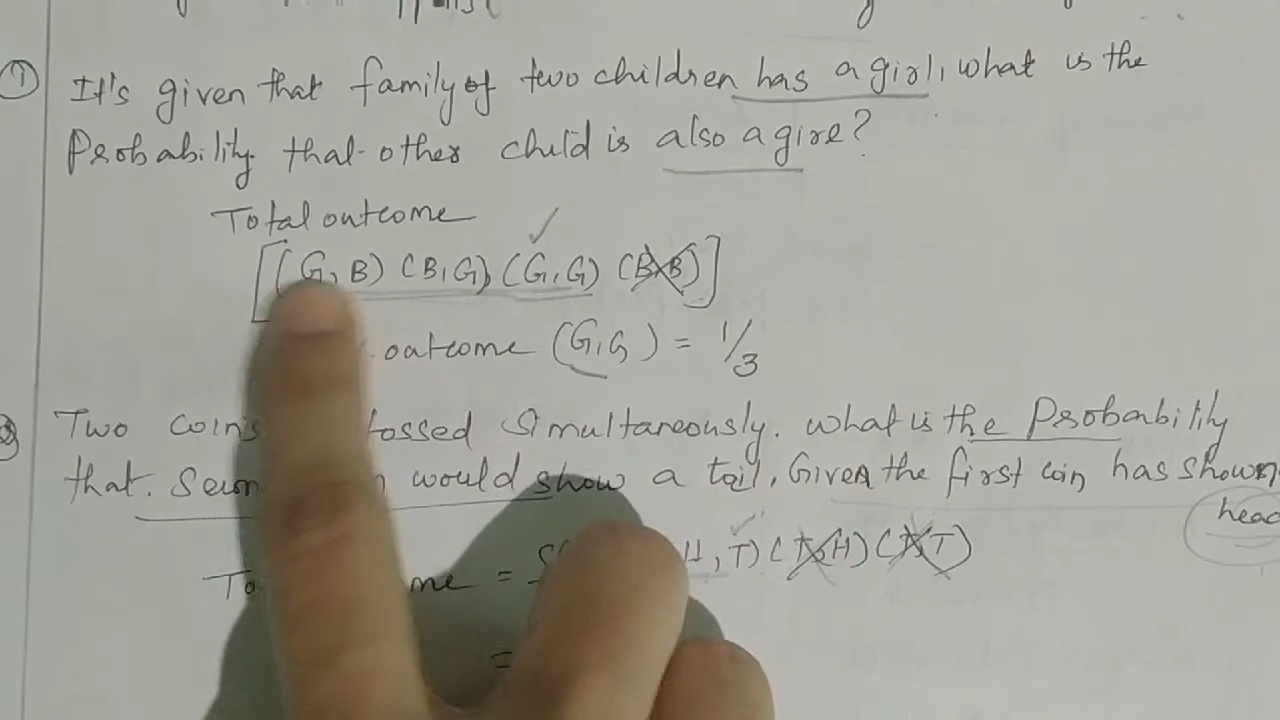 ① It's given that family of two children has a girl, what is the
Probability that other child is also a girl?
Total outcome
[(G, B) (B, G), (G, G) (B, B)]
outcome (G, G) = 1/3
Two coins tossed simultaneously. what is the Probability
that. would show a tail, Given the first coin has shown
head
= H, T) (T, H) (T, T)
=